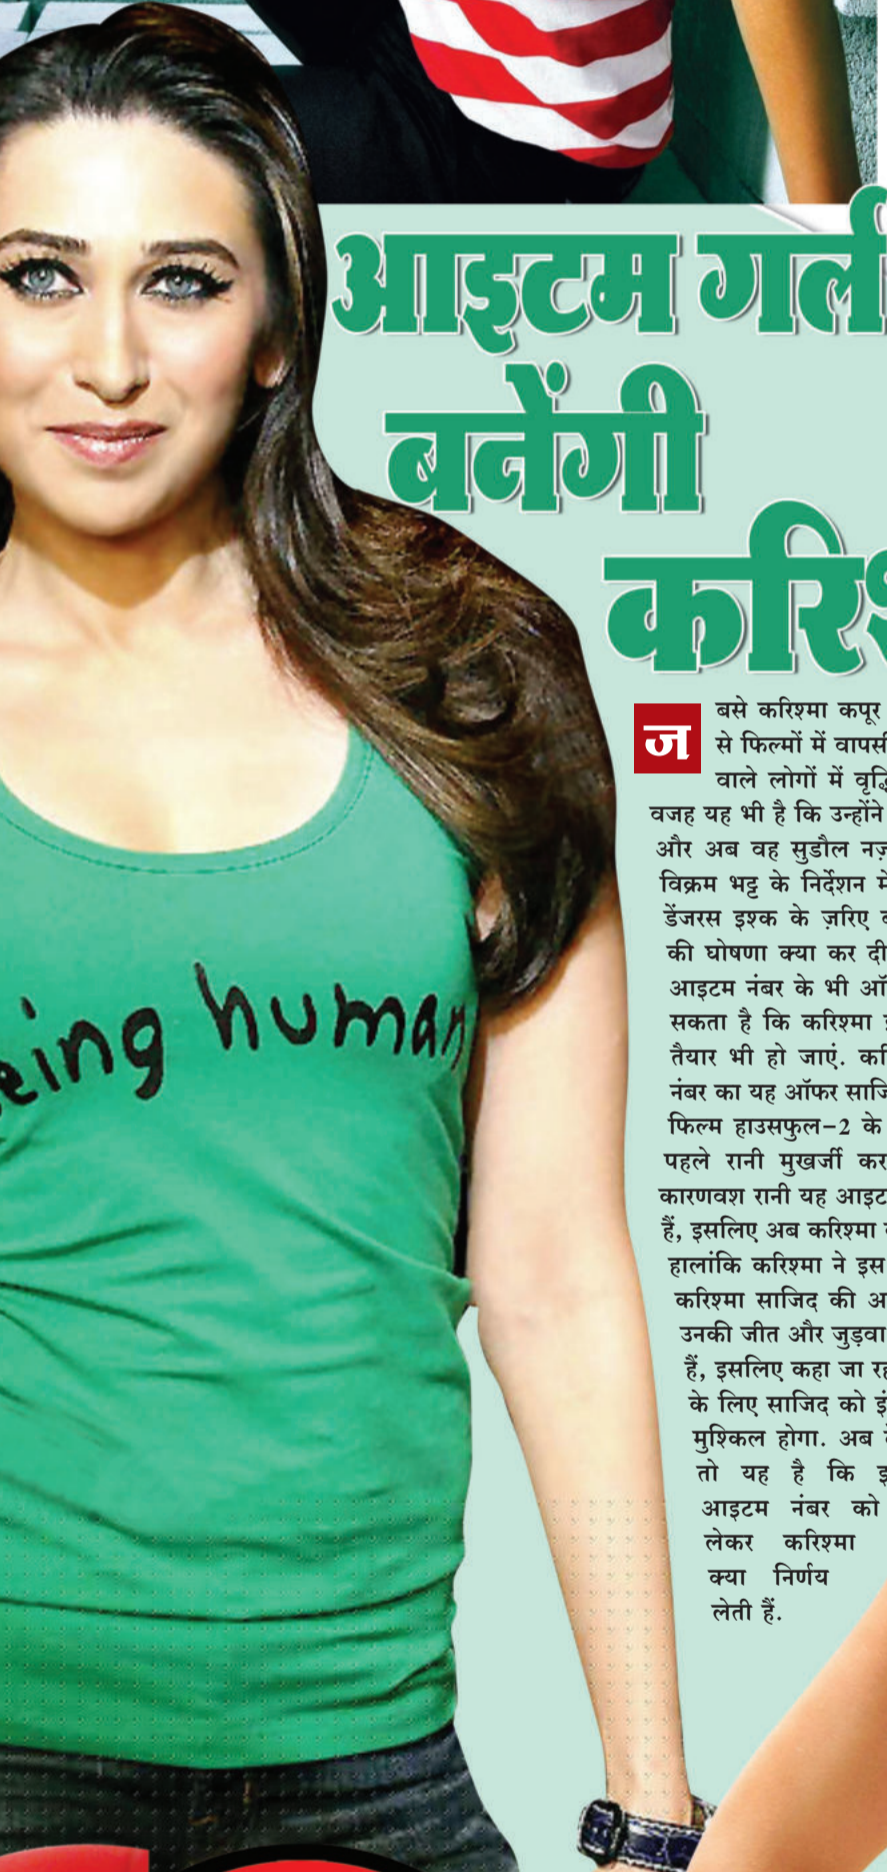 आइटम गर्ल
बनेंगी
करिश
जबसे करिश्मा कपूर
से फिल्मों में वापसी
वाले लोगों में वृद्धि
वजह यह भी है कि उन्होंने
और अब वह सुडौल नज़
विक्रम भट्ट के निर्देशन में
डेंजरस इश्क के ज़रिए
की घोषणा क्या कर दी
आइटम नंबर के भी ऑ
सकता है कि करिश्मा
तैयार भी हो जाएं. करि
नंबर का यह ऑफर साजि
फिल्म हाउसफुल-2 के
पहले रानी मुखर्जी कर
कारणवश रानी यह आइट
हैं, इसलिए अब करिश्मा
हालांकि करिश्मा ने इस
करिश्मा साजिद की अ
उनकी जीत और जुड़वा
हैं, इसलिए कहा जा रह
के लिए साजिद को इं
मुश्किल होगा. अब
तो यह है कि इ
आइटम नंबर को
लेकर करिश्मा
क्या निर्णय
लेती हैं.
eing human